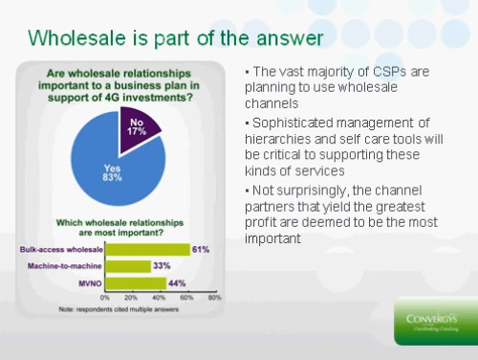 Wholesale is part of the answer
Are wholesale relationships
important to a business plan in
support of 4G investments?
No
17%
Yes
83%
Which wholesale relationships
are most important?
Bulk-access wholesale
61%
Machine-to-machine
33%
MVNO
44%
0% 20% 40% 60% 80%
Note: respondents cited multiple answers
• The vast majority of CSPs are
planning to use wholesale
channels
• Sophisticated management of
hierarchies and self care tools will
be critical to supporting these
kinds of services
• Not surprisingly, the channel
partners that yield the greatest
profit are deemed to be the most
important
CONVERGYS
Outthinking Outdoing